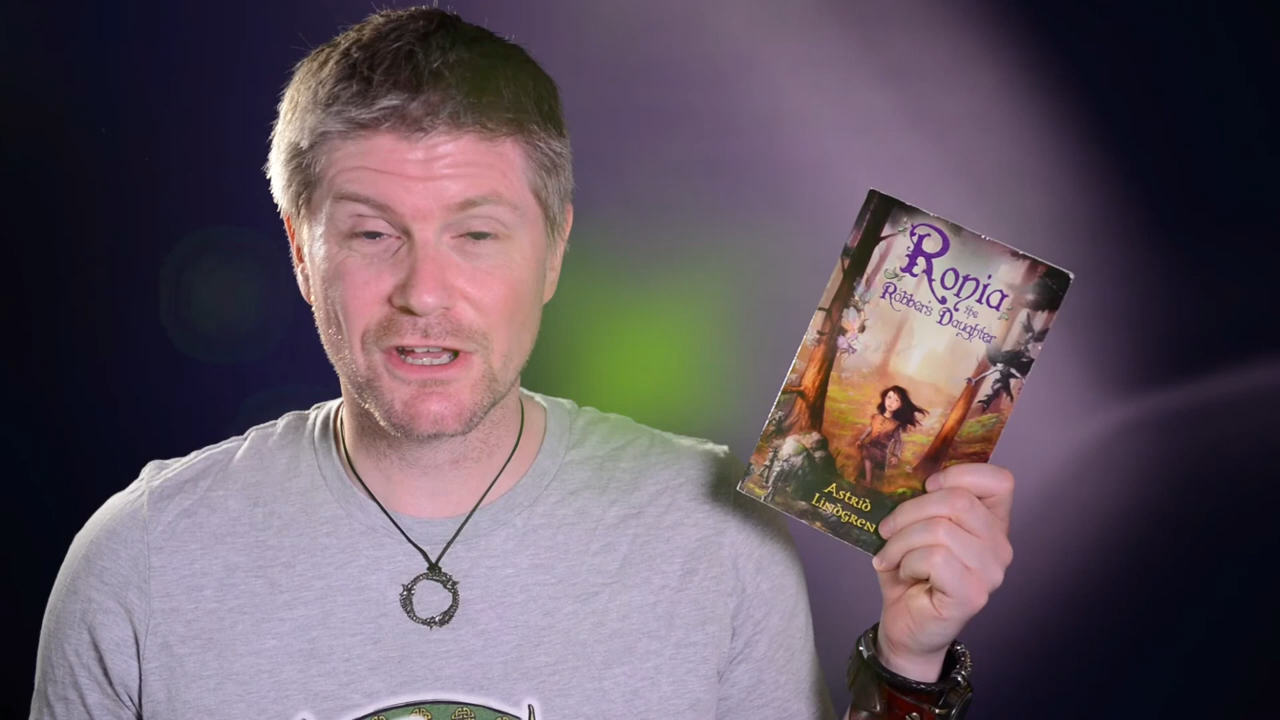 Ronia
the
Robber's Daughter
Astrid
Lindgren